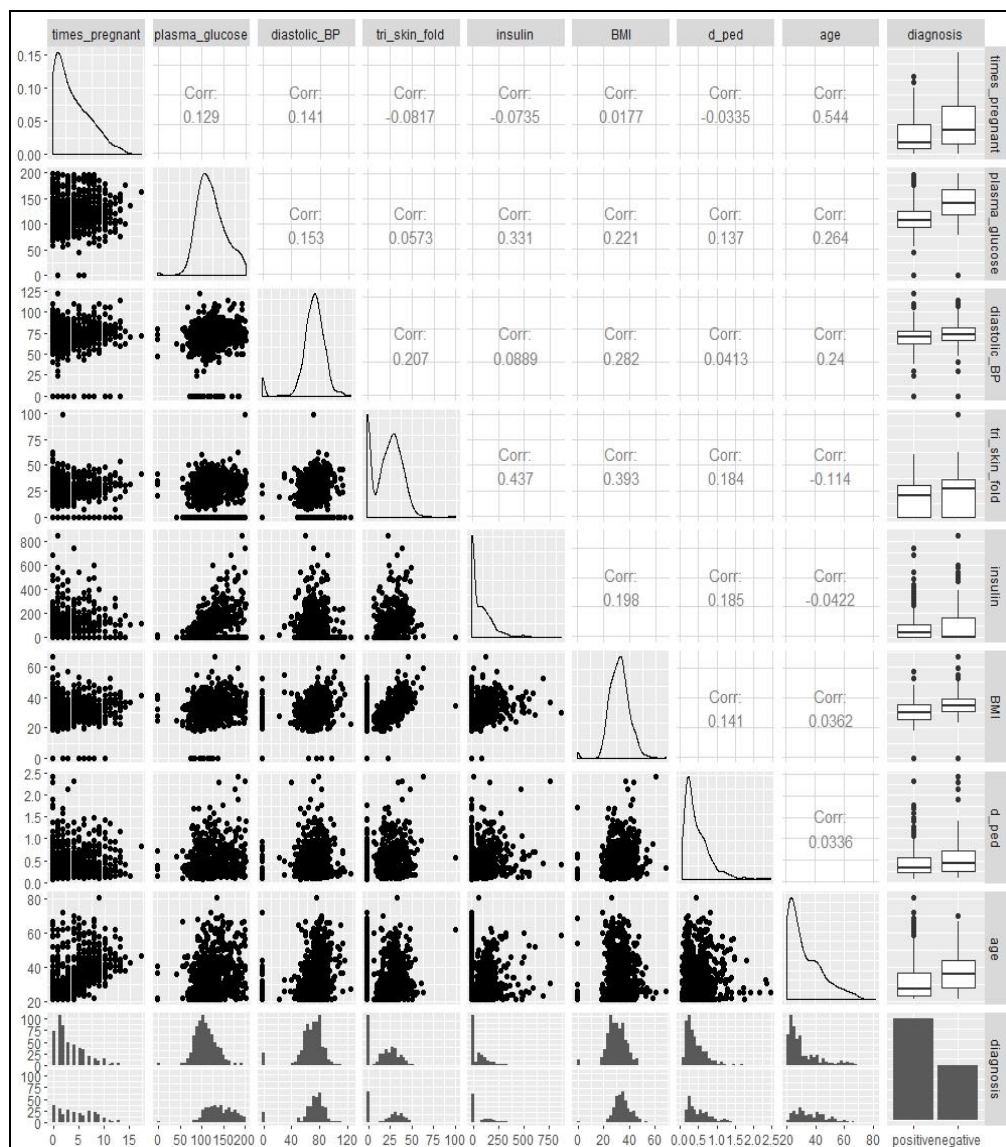 times_pregnant plasma_glucose diastolic_BP tri_skin_fold insulin BMI d_ped age diagnosis
0.15
0.10
0.05
0.00
Corr: Corr: Corr: Corr: Corr: Corr: Corr:
0.129 0.141 -0.0817 -0.0735 0.0177 -0.0335 0.544
times_pregnant
200
150
100
50
0
Corr: Corr: Corr: Corr: Corr: Corr:
0.153 0.0573 0.331 0.221 0.137 0.264
plasma_glucose
125
100
75
50
25
0
Corr: Corr: Corr: Corr: Corr:
0.207 0.0889 0.282 0.0413 0.24
diastolic_BP
100
75
50
25
0
Corr: Corr: Corr: Corr:
0.437 0.393 0.184 -0.114
tri_skin_fold
800
600
400
200
0
Corr: Corr: Corr:
0.198 0.185 -0.0422
insulin
60
40
20
0
Corr: Corr:
0.141 0.0362
BMI
2.5
2.0
1.5
1.0
0.5
0.0
Corr:
0.0336
d_ped
80
60
40
20
age
100
75
50
25
0
100
75
50
25
0
diagnosis
0 5 10 15 0 50 100 150 200 0 30 60 90 120 0 25 50 75 100 0 250 500 750 0 20 40 60 0.00.51.01.52.02.5 20 40 60 80 positivenegative